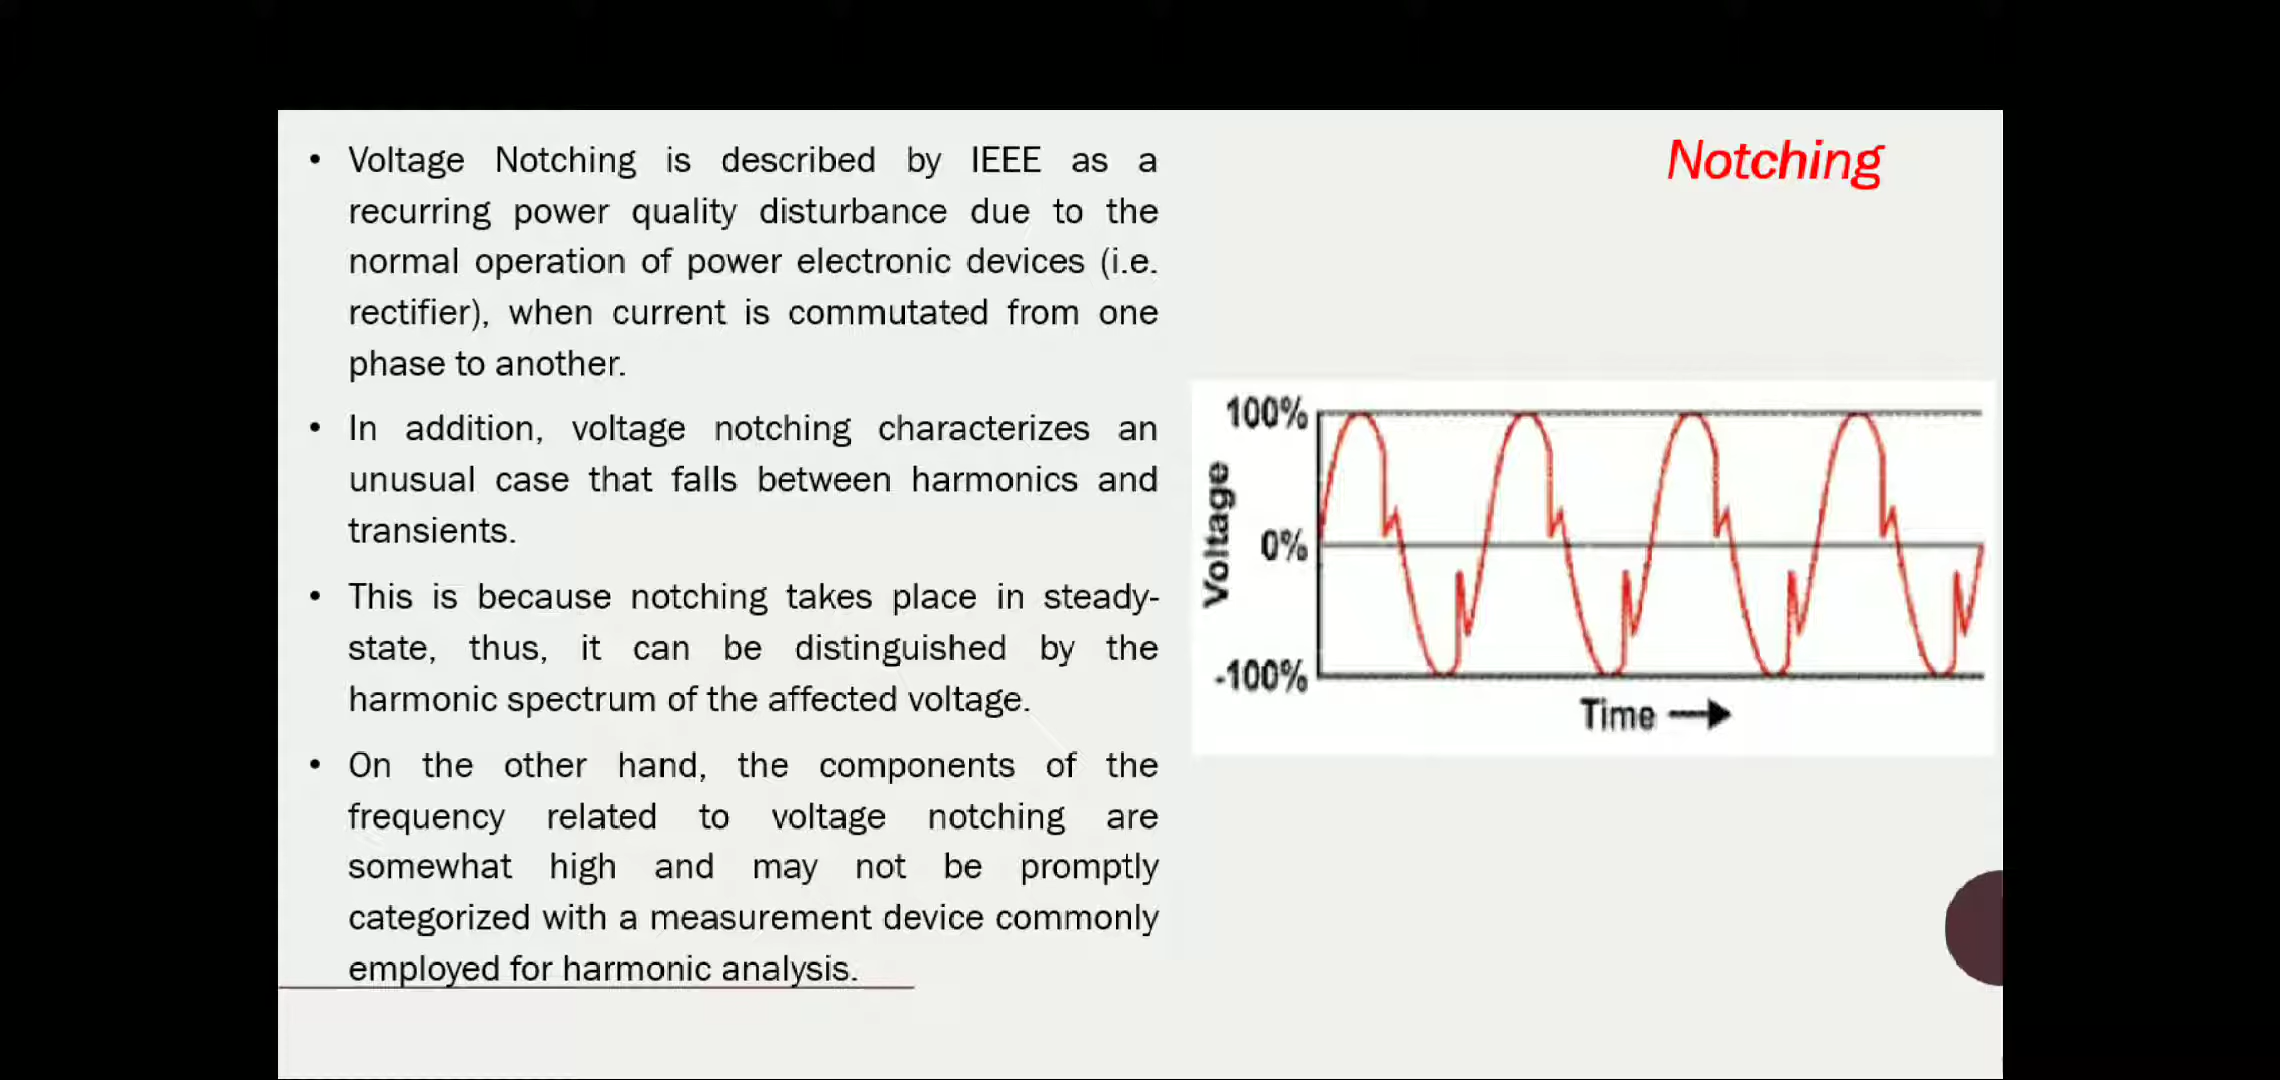 Notching
• Voltage Notching is described by IEEE as a
recurring power quality disturbance due to the
normal operation of power electronic devices (i.e.
rectifier), when current is commutated from one
phase to another.
• In addition, voltage notching characterizes an
unusual case that falls between harmonics and
transients.
• This is because notching takes place in steady-
state, thus, it can be distinguished by the
harmonic spectrum of the affected voltage.
• On the other hand, the components of the
frequency related to voltage notching are
somewhat high and may not be promptly
categorized with a measurement device commonly
employed for harmonic analysis.
100%
Voltage
0%
-100%
Time